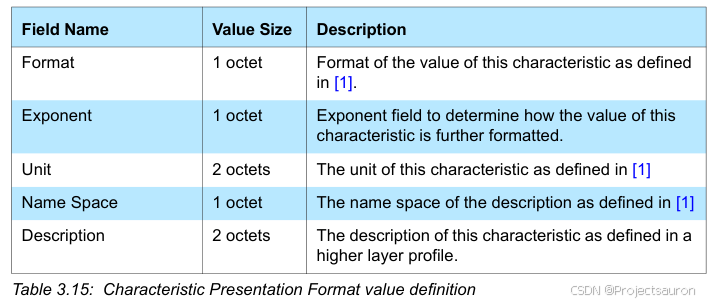 Field Name Value Size Description
Format 1 octet Format of the value of this characteristic as defined
in [1].
Exponent 1 octet Exponent field to determine how the value of this
characteristic is further formatted.
Unit 2 octets The unit of this characteristic as defined in [1]
Name Space 1 octet The name space of the description as defined in [1]
Description 2 octets The description of this characteristic as defined in a
higher layer profile.
Table 3.15: Characteristic Presentation Format value definition
CSDN @Projectsauron